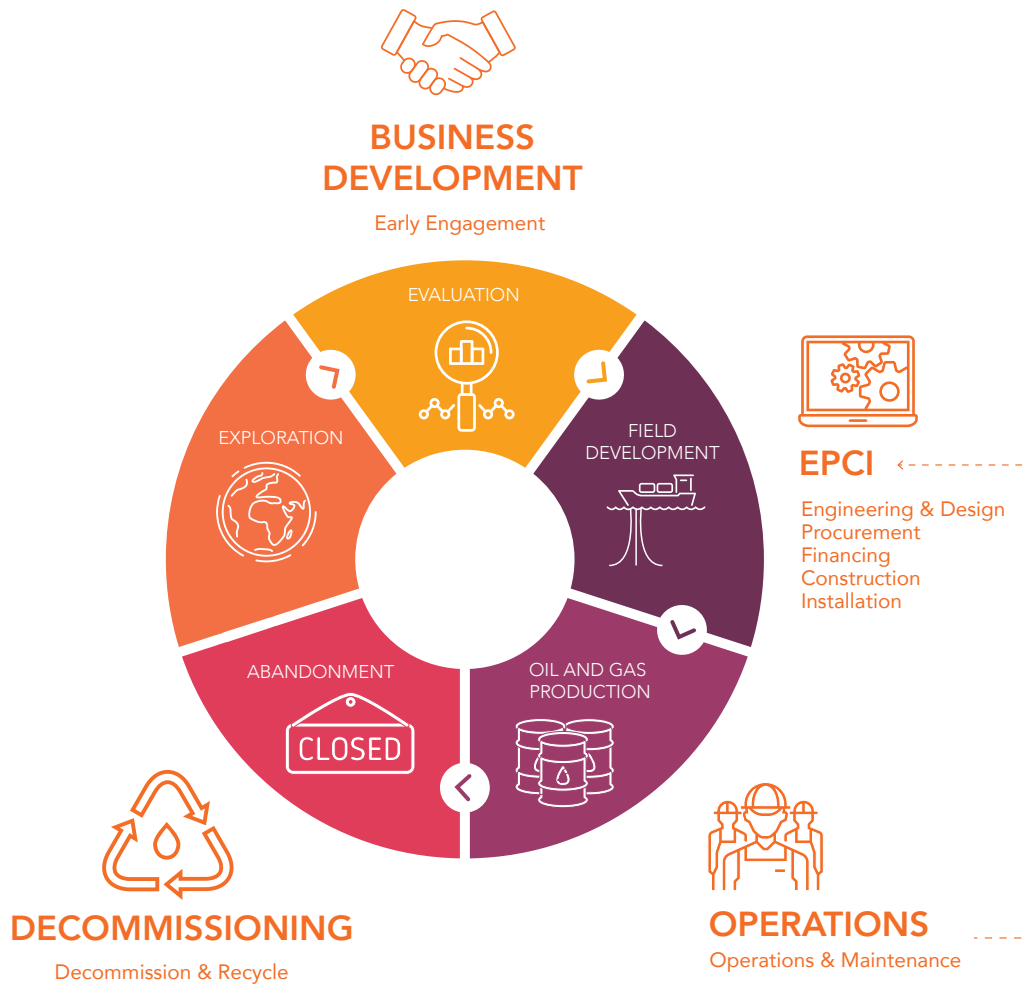 BUSINESS
DEVELOPMENT
Early Engagement
EVALUATION
EXPLORATION
FIELD
DEVELOPMENT
EPCI
Engineering & Design
Procurement
Financing
Construction
Installation
ABANDONMENT
CLOSED
OIL AND GAS
PRODUCTION
DECOMMISSIONING
Decommission & Recycle
OPERATIONS
Operations & Maintenance